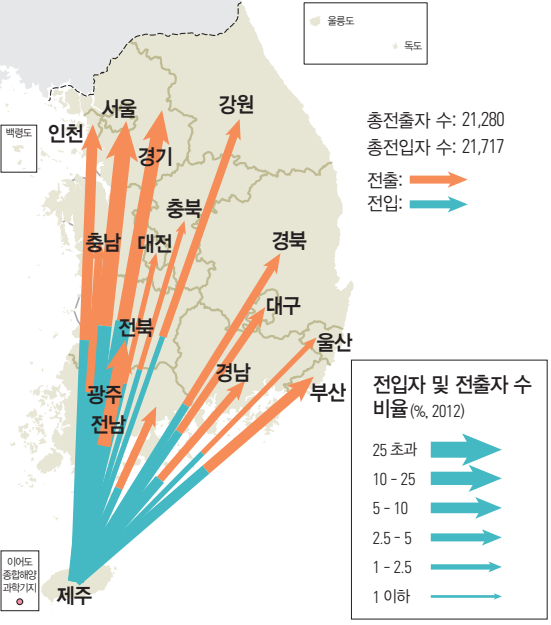 울릉도
독도
서울
강원
인천
백령도
경기
총전출자 수: 21,280
총전입자 수: 21,717
전출:
전입:
충북
충남
대전
경북
대구
전북
울산
경남
부산
광주
전남
전입자 및 전출자 수
비율(%, 2012)
25 초과
10 – 25
5 – 10
2.5 – 5
1 – 2.5
1 이하
이어도
종합해양
과학기지
제주